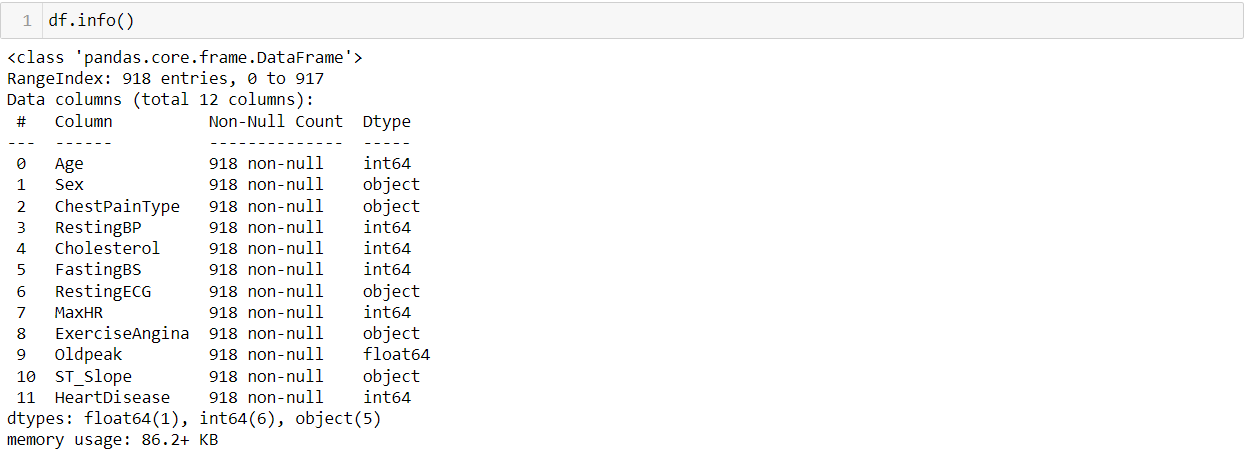 1 df.info()
<class 'pandas.core.frame.DataFrame'>
RangeIndex: 918 entries, 0 to 917
Data columns (total 12 columns):
 #   Column          Non-Null Count  Dtype
---  ------          --------------  -----
 0   Age             918 non-null    int64
 1   Sex             918 non-null    object
 2   ChestPainType   918 non-null    object
 3   RestingBP       918 non-null    int64
 4   Cholesterol     918 non-null    int64
 5   FastingBS       918 non-null    int64
 6   RestingECG      918 non-null    object
 7   MaxHR           918 non-null    int64
 8   ExerciseAngina  918 non-null    object
 9   Oldpeak         918 non-null    float64
 10  ST_Slope        918 non-null    object
 11  HeartDisease    918 non-null    int64
dtypes: float64(1), int64(6), object(5)
memory usage: 86.2+ KB